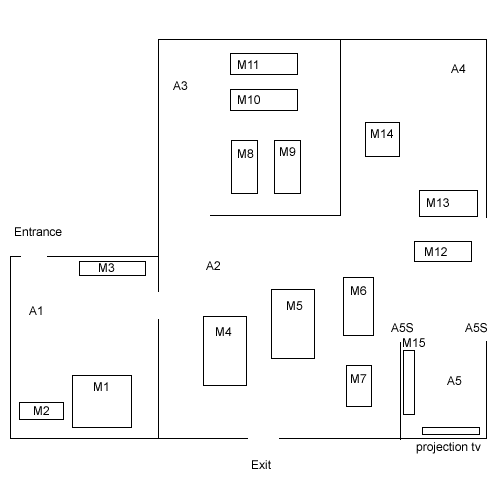 M11
A4
A3
M10
M14
M8
M9
M13
Entrance
M12
M3
A2
M6
M5
A1
A5S
A5S
M4
M15
M7
A5
M1
M2
projection tv
Exit